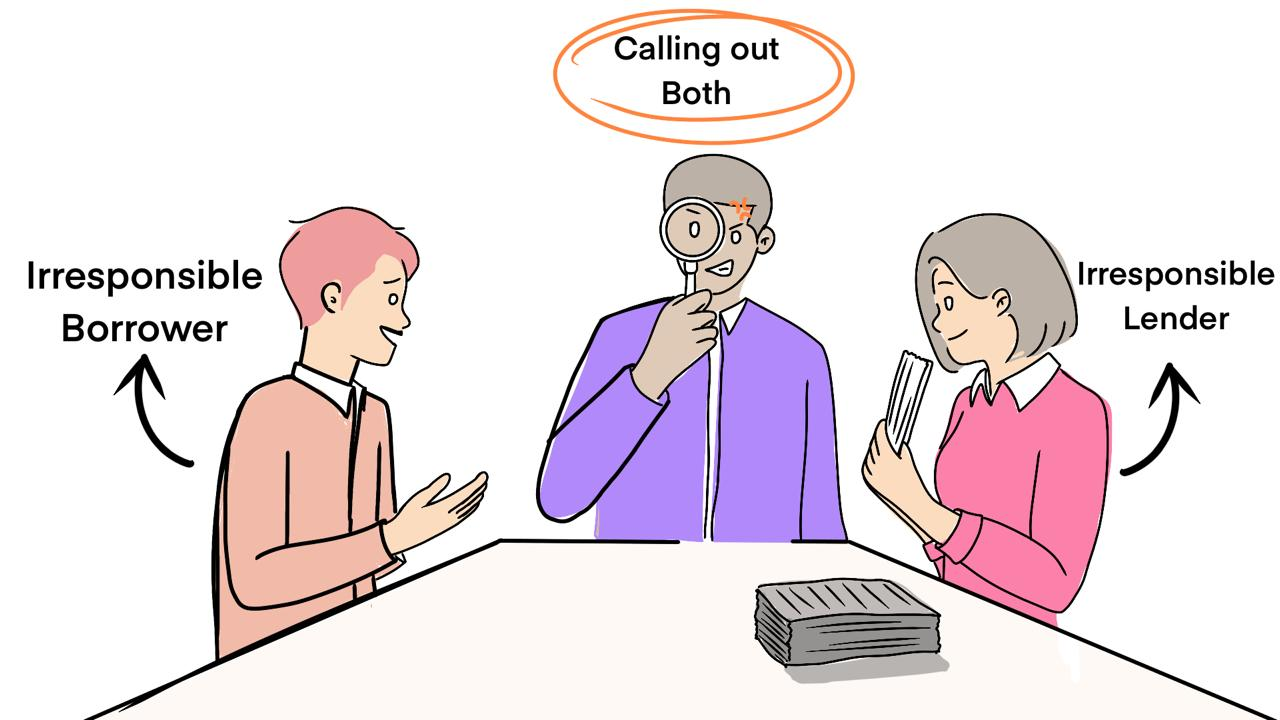 Calling out
Both
Irresponsible
Borrower
Irresponsible
Lender